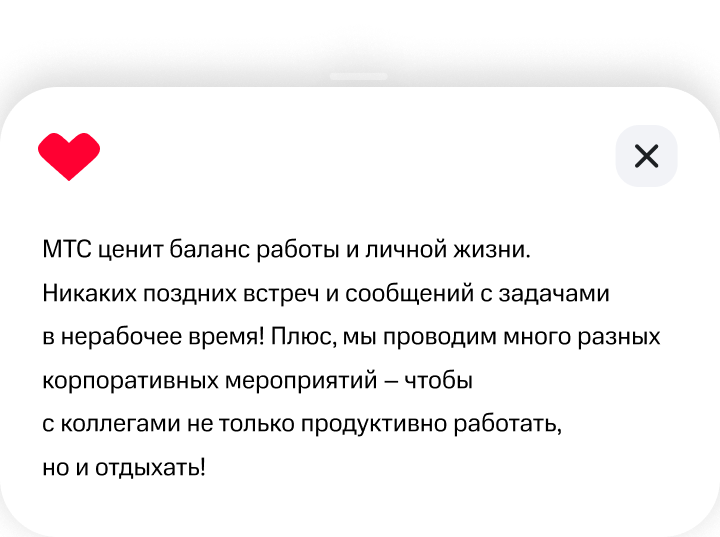 МТС ценит баланс работы и личной жизни.
Никаких поздних встреч и сообщений с задачами
в нерабочее время! Плюс, мы проводим много разных
корпоративных мероприятий – чтобы
с коллегами не только продуктивно работать,
но и отдыхать!